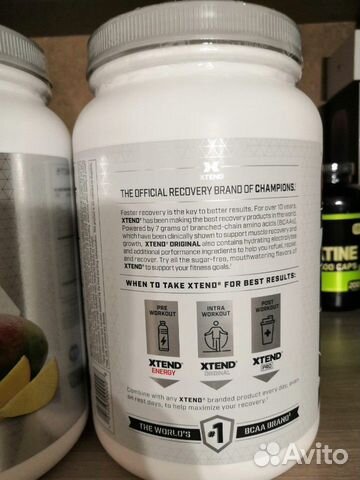 XTEND®
THE OFFICIAL RECOVERY BRAND OF CHAMPIONS.
Faster recovery is the key to better results. For over 10 years,
XTEND® has been making the best recovery products in the world.
Powered by 7 grams of branched-chain amino acids (BCAAs),
which have been clinically shown to support muscle recovery and
growth, XTEND® ORIGINAL also contains hydrating electrolytes
and additional performance ingredients to help you refuel, repair,
and recover. Try all the sugar-free, mouthwatering flavors of
XTEND® to support your fitness goals.
WHEN TO TAKE XTEND® FOR BEST RESULTS:
PRE WORKOUT
INTRA WORKOUT
POST WORKOUT
XTEND® ENERGY
XTEND® ORIGINAL
XTEND® PRO
Combine with any XTEND® branded product every day, even
on rest days, to help maximize your recovery.
THE WORLD'S #1 BCAA BRAND
TINE
CAPS
Avito